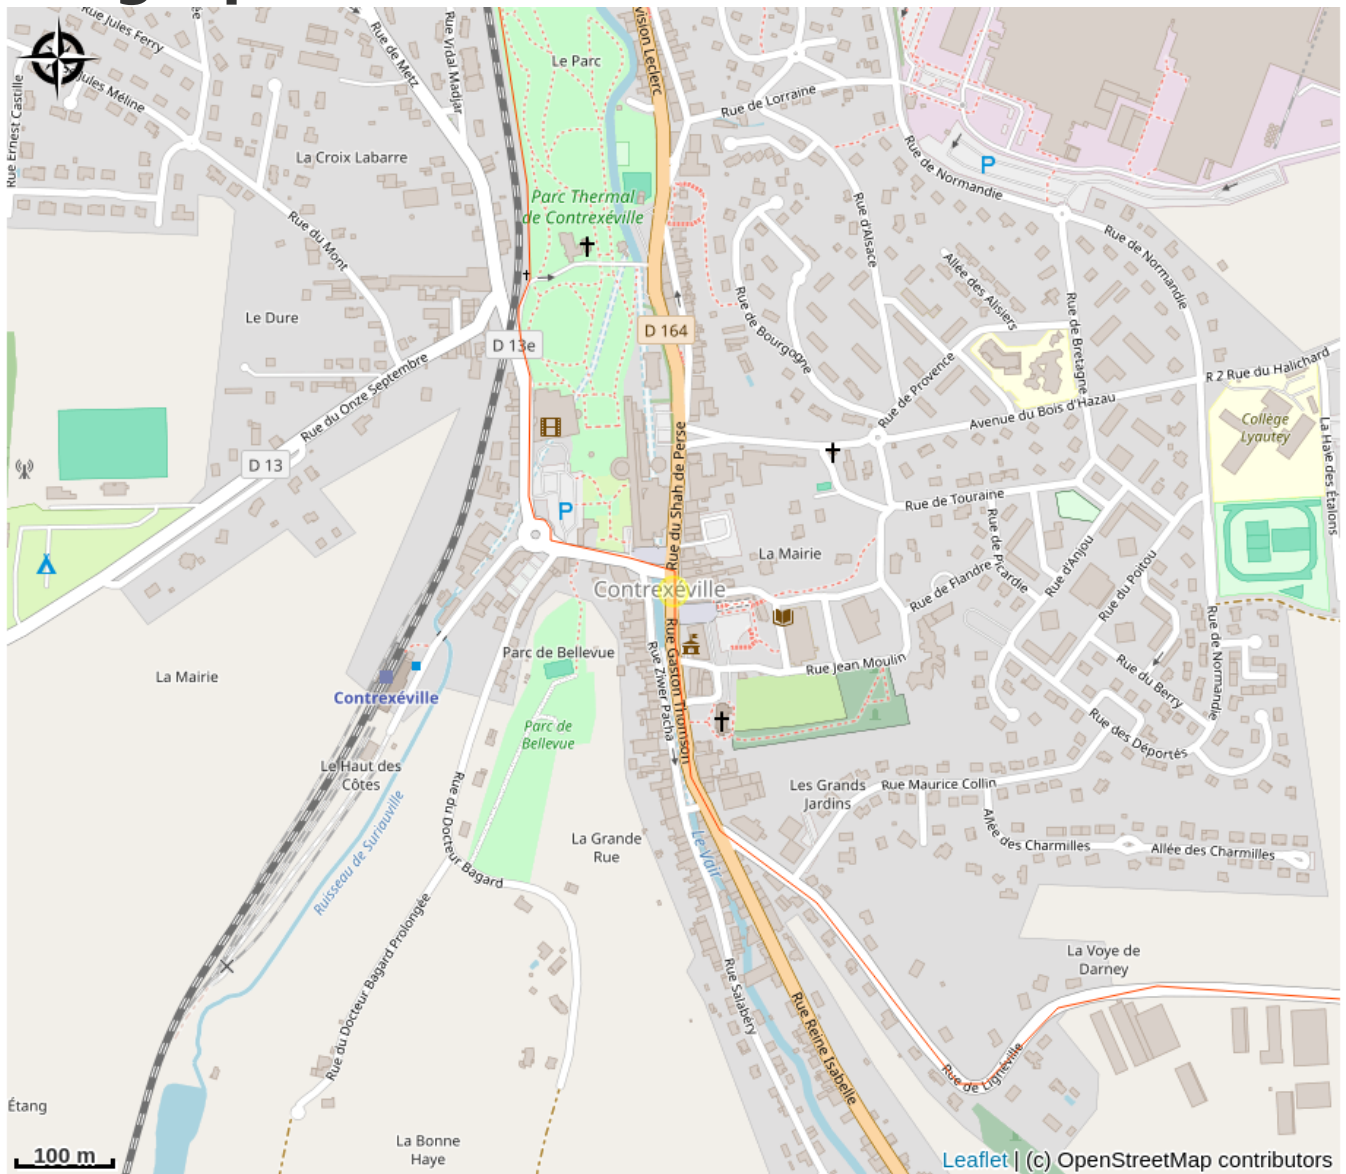 Rue Jules Ferry
Jules Méline
Rue Ernest Castille
Rue de Metz
Rue Vidal Madjar
Le Parc
vision Leclerc
Rue de Lorraine
La Croix Labarre
Rue de Normandie
P
Parc Thermal
de Contrexéville
Rue d'Alsace
Rue du Mont
Rue de Normandie
Allée des Alisiers
Le Dure
Rue de Bourgogne
Rue de Bretagne
D 164
D 13e
Rue du Onze Septembre
Rue de Provence
R 2 Rue du Halichard
Avenue du Bois d'Hazau
Collège
Lyautey
La Haie des Étalons
D 13
Rue du Shah de Perse
Rue de Touraine
P
Rue de Picardie
Rue d'Anjou
La Mairie
Rue de Flandre
Rue du Poitou
Contrexéville
Rue Gaston Thomson
Rue Ziwer Pacha
Rue Jean Moulin
Parc de Bellevue
Rue de Normandie
Rue du Berry
La Mairie
Contrexéville
Parc de
Bellevue
Rue des Déportés
Le Haut des
Côtes
Les Grands
Jardins
Rue Maurice Collin
Rue du Docteur Bagard
Ruisseau de Suriauville
La Grande
Rue
Le Vair
Allée des Charmilles
Allée des Charmilles
Rue du Docteur Bagard Prolongée
La Voye de
Darney
Rue Salabéry
Rue Reine Isabelle
Rue de Lignéville
Étang
La Bonne
Haye
100 m
Leaflet | (c) OpenStreetMap contributors